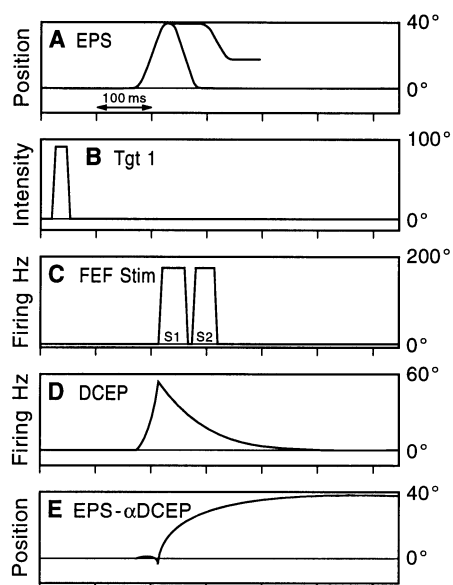 A EPS
40°
0°
Position
100 ms
B Tgt 1
100°
0°
Intensity
C FEF Stim
200°
0°
Firing Hz
S1 S2
D DCEP
60°
0°
Firing Hz
E EPS-αDCEP
40°
0°
Position